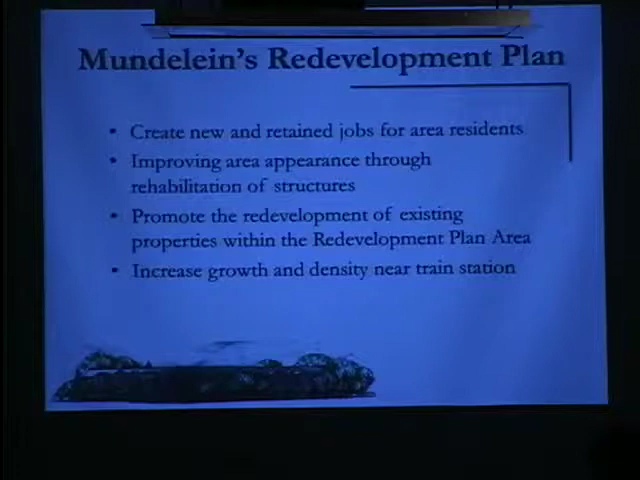 Mundelein's Redevelopment Plan
• Create new and retained jobs for area residents
• Improving area appearance through
rehabilitation of structures
• Promote the redevelopment of existing
properties within the Redevelopment Plan Area
• Increase growth and density near train station